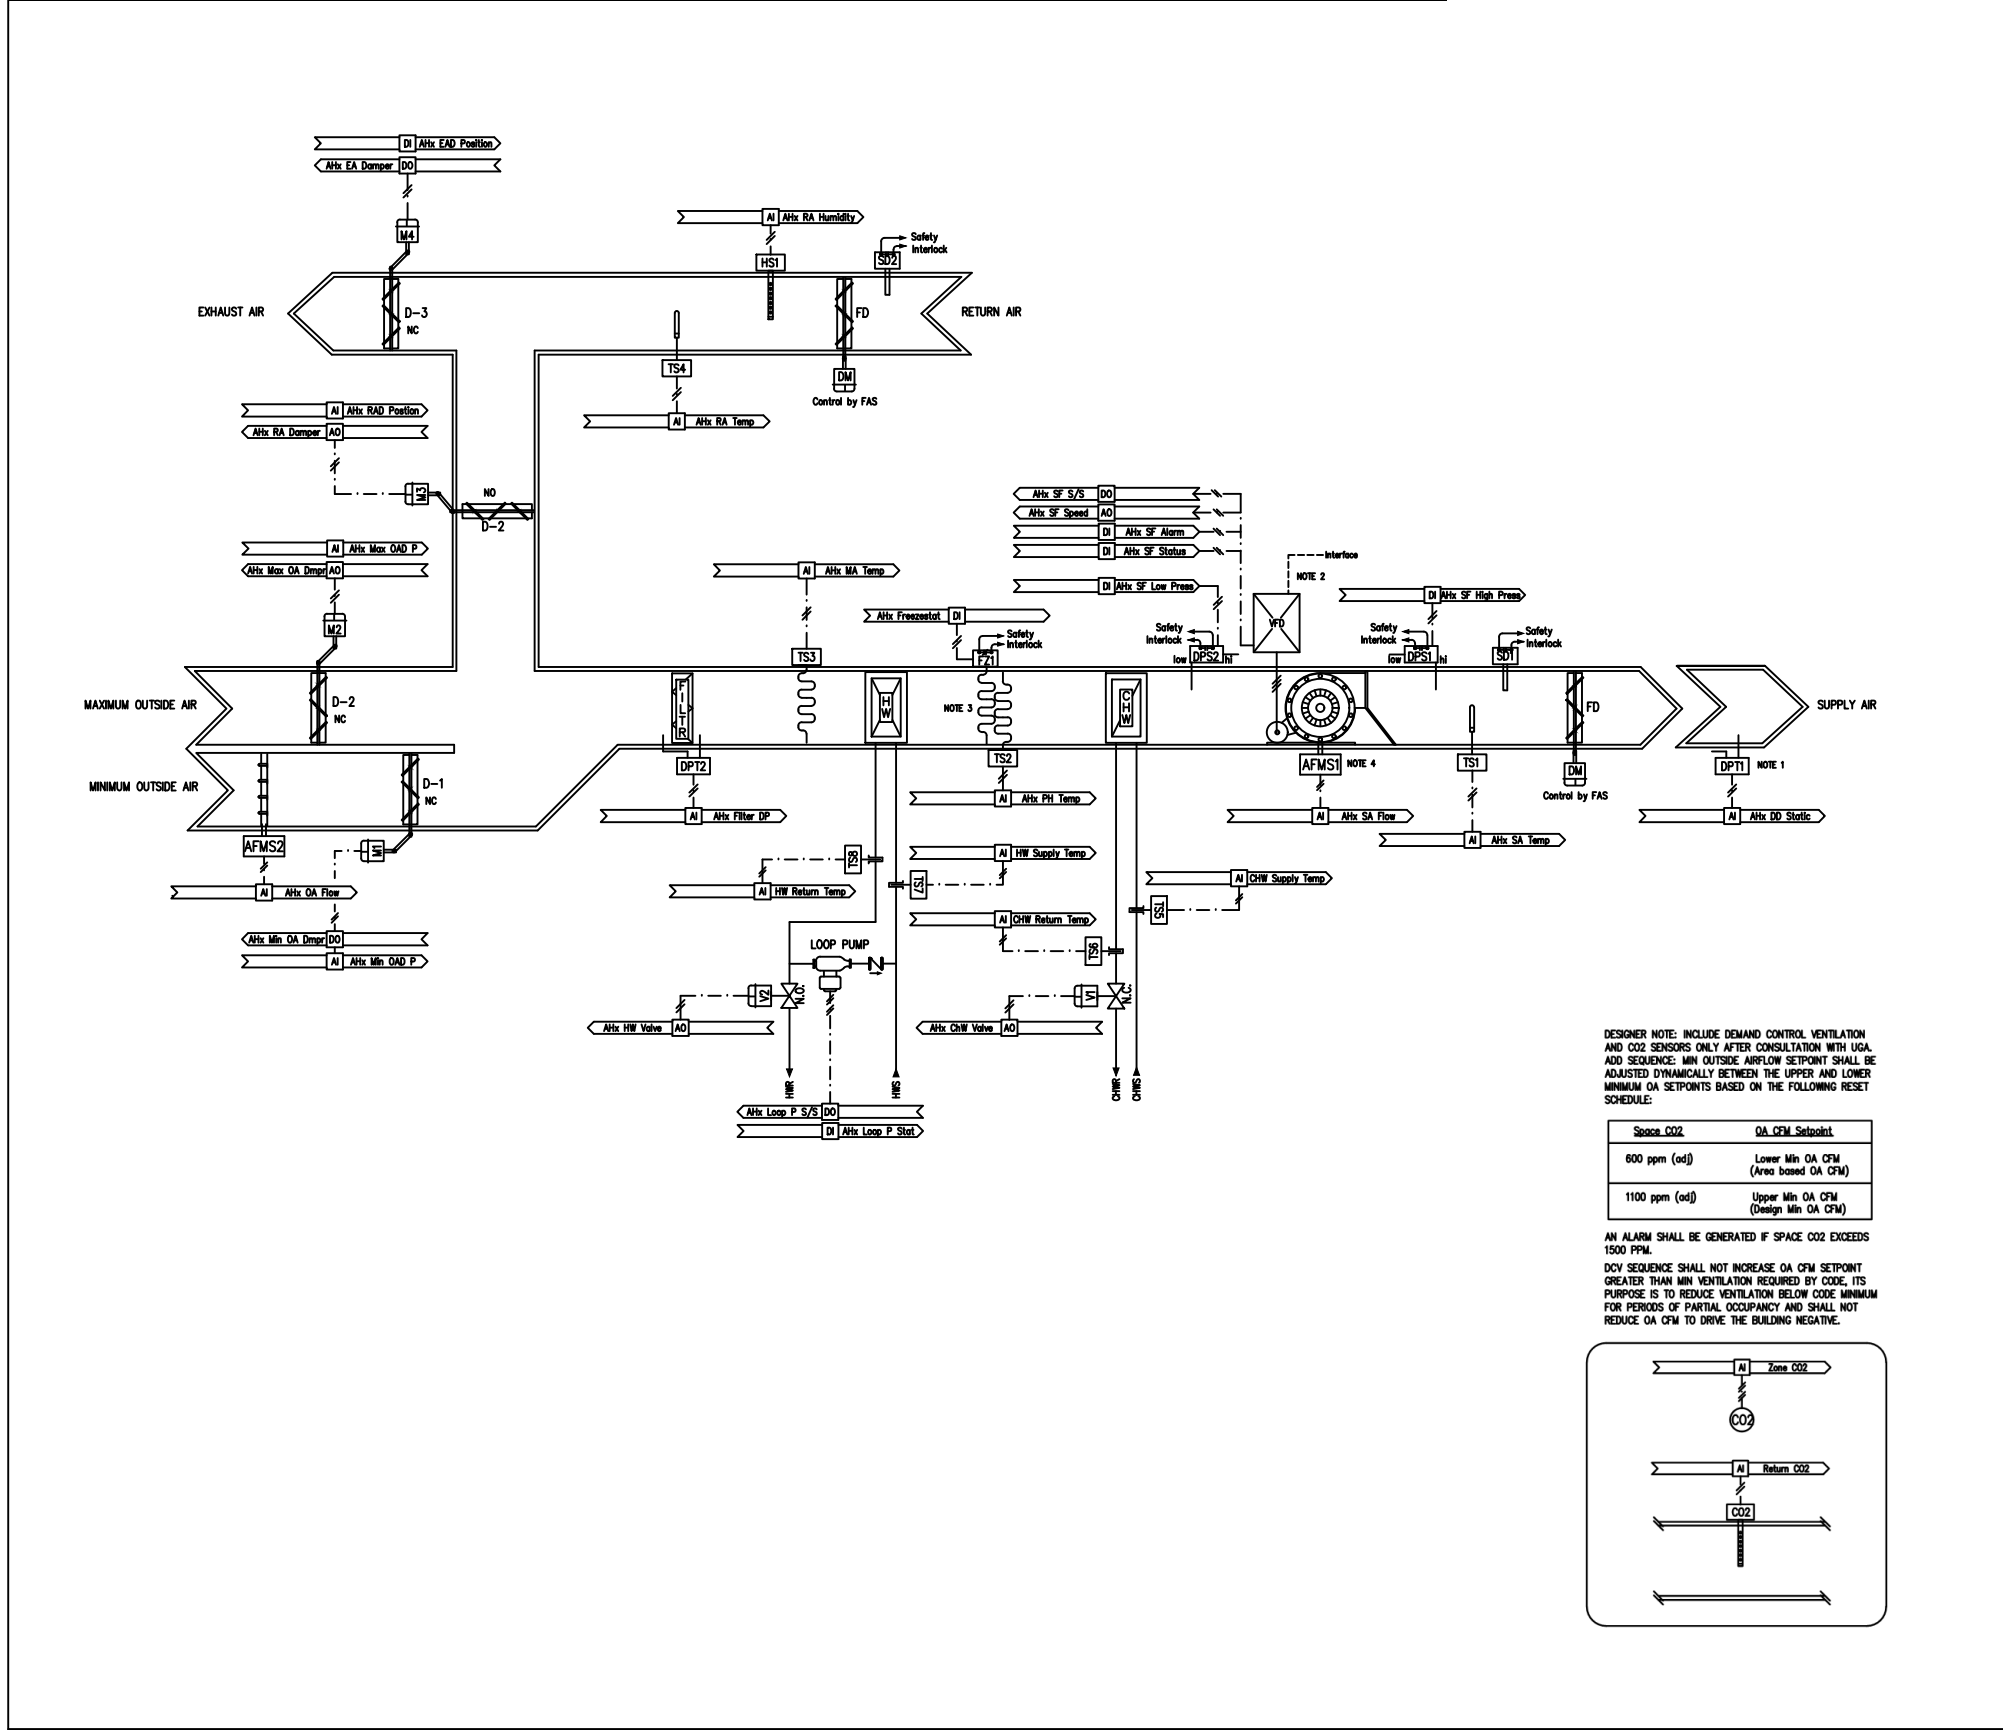 DI AHx EAD Position
AHx EA Damper DO
M4
AI AHx RA Humidity
HS1
SD2
Safety
Interlock
EXHAUST AIR
D-3
NC
FD
RETURN AIR
TS4
DM
Control by FAS
AI AHx RA Temp
AI AHx RAD Postion
AHx RA Damper AO
M3
NO
D-2
AI AHx Max OAD P
AHx Max OA Dmpr AO
M2
AHx SF S/S DO
AHx SF Speed AO
DI AHx SF Alarm
DI AHx SF Status
DI AHx SF Low Press
Interface
NOTE 2
VFD
DI AHx SF High Press
AI AHx MA Temp
AHx Freezestat DI
Safety
Interlock
TS3
FZ1
Safety
Interlock
low DPS2 hi
Safety
Interlock
low DPS1 hi
Safety
Interlock
SD1
MAXIMUM OUTSIDE AIR
D-2
NC
FILTR
HW
NOTE 3
CHW
FD
SUPPLY AIR
DPT2
TS2
AFMS1
NOTE 4
TS1
DM
Control by FAS
DPT1
NOTE 1
MINIMUM OUTSIDE AIR
D-1
NC
AI AHx Filter DP
AI AHx PH Temp
AI AHx SA Flow
AI AHx SA Temp
AI AHx DD Static
AFMS2
M1
AI AHx OA Flow
AHx Min OA Dmpr DO
AI AHx Min OAD P
TS8
AI HW Return Temp
AI HW Supply Temp
TS7
AI CHW Supply Temp
TS5
AI CHW Return Temp
TS6
LOOP PUMP
V2
N.O.
AHx HW Valve AO
V1
N.C.
AHx ChW Valve AO
HWR
HWS
CHWR
CHWS
AHx Loop P S/S DO
DI AHx Loop P Stat
DESIGNER NOTE: INCLUDE DEMAND CONTROL VENTILATION
AND CO2 SENSORS ONLY AFTER CONSULTATION WITH UGA.
ADD SEQUENCE: MIN OUTSIDE AIRFLOW SETPOINT SHALL BE
ADJUSTED DYNAMICALLY BETWEEN THE UPPER AND LOWER
MINIMUM OA SETPOINTS BASED ON THE FOLLOWING RESET
SCHEDULE:
Space CO2 OA CFM Setpoint
600 ppm (adj) Lower Min OA CFM
(Area based OA CFM)
1100 ppm (adj) Upper Min OA CFM
(Design Min OA CFM)
AN ALARM SHALL BE GENERATED IF SPACE CO2 EXCEEDS
1500 PPM.
DCV SEQUENCE SHALL NOT INCREASE OA CFM SETPOINT
GREATER THAN MIN VENTILATION REQUIRED BY CODE, ITS
PURPOSE IS TO REDUCE VENTILATION BELOW CODE MINIMUM
FOR PERIODS OF PARTIAL OCCUPANCY AND SHALL NOT
REDUCE OA CFM TO DRIVE THE BUILDING NEGATIVE.
AI Zone CO2
CO2
AI Return CO2
CO2